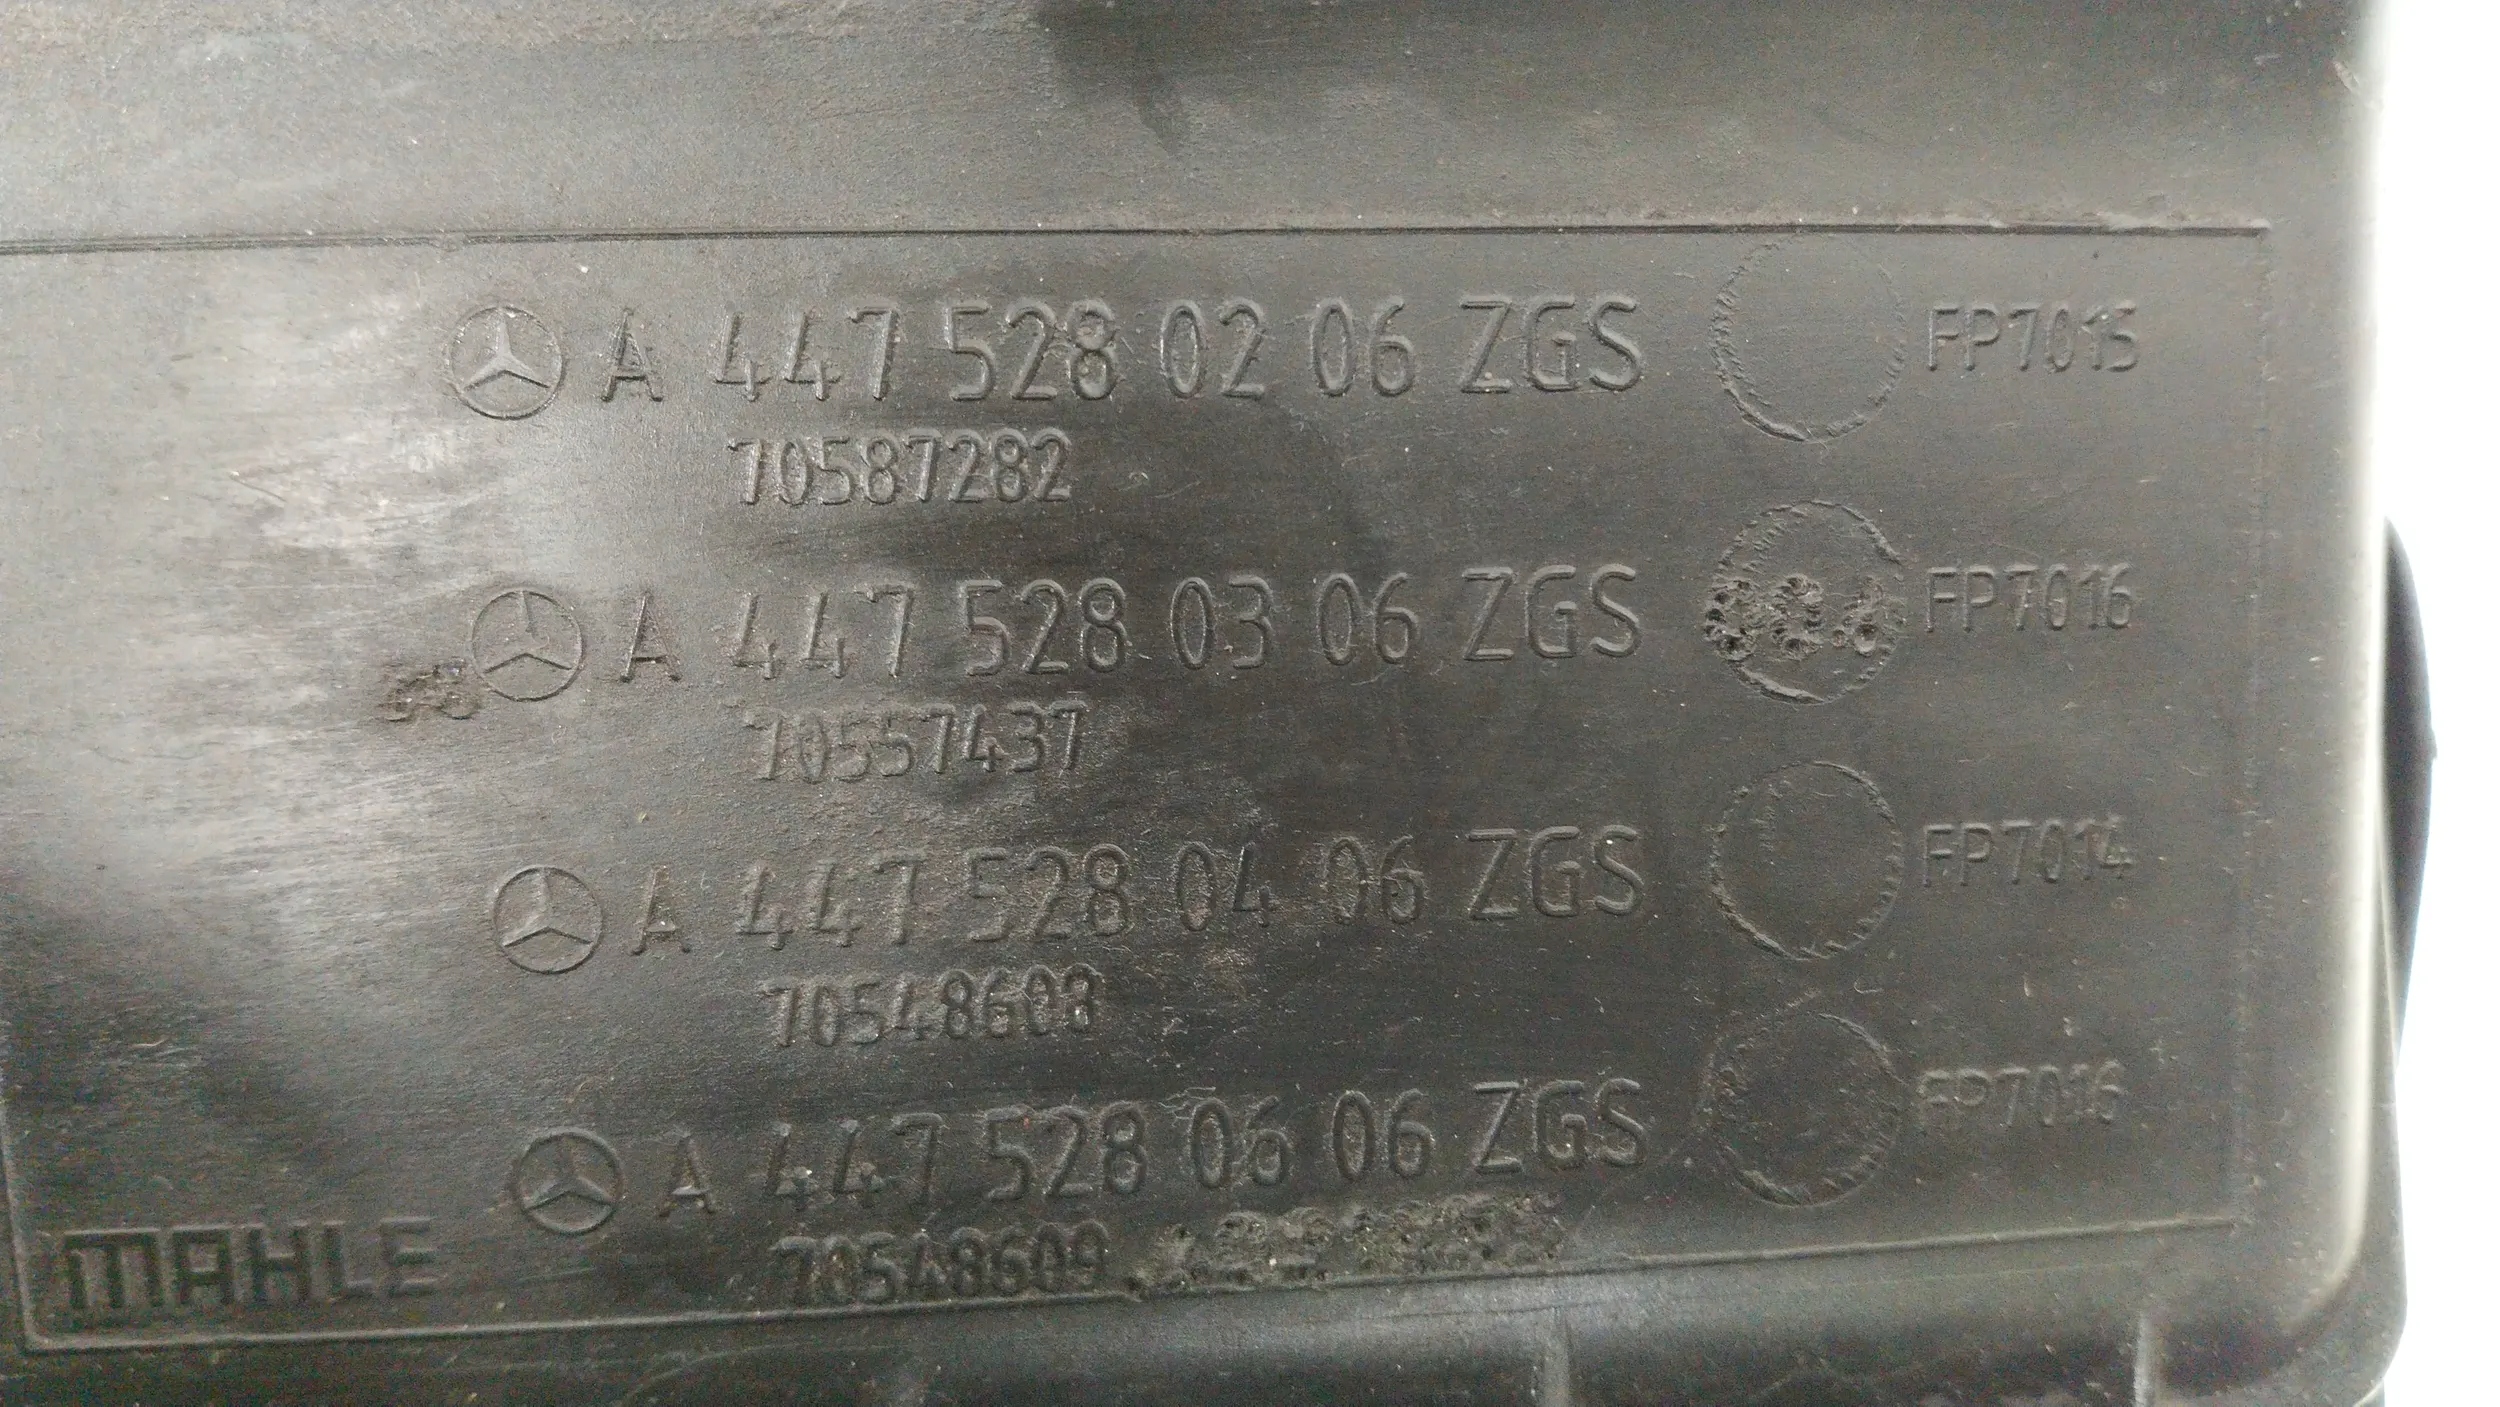 A 447 528 02 06 ZGS FP7015
70587282
A 447 528 03 06 ZGS FP7016
70557437
A 447 528 04 06 ZGS FP7014
70548608
A 447 528 06 06 ZGS FP7016
70548609
MAHLE